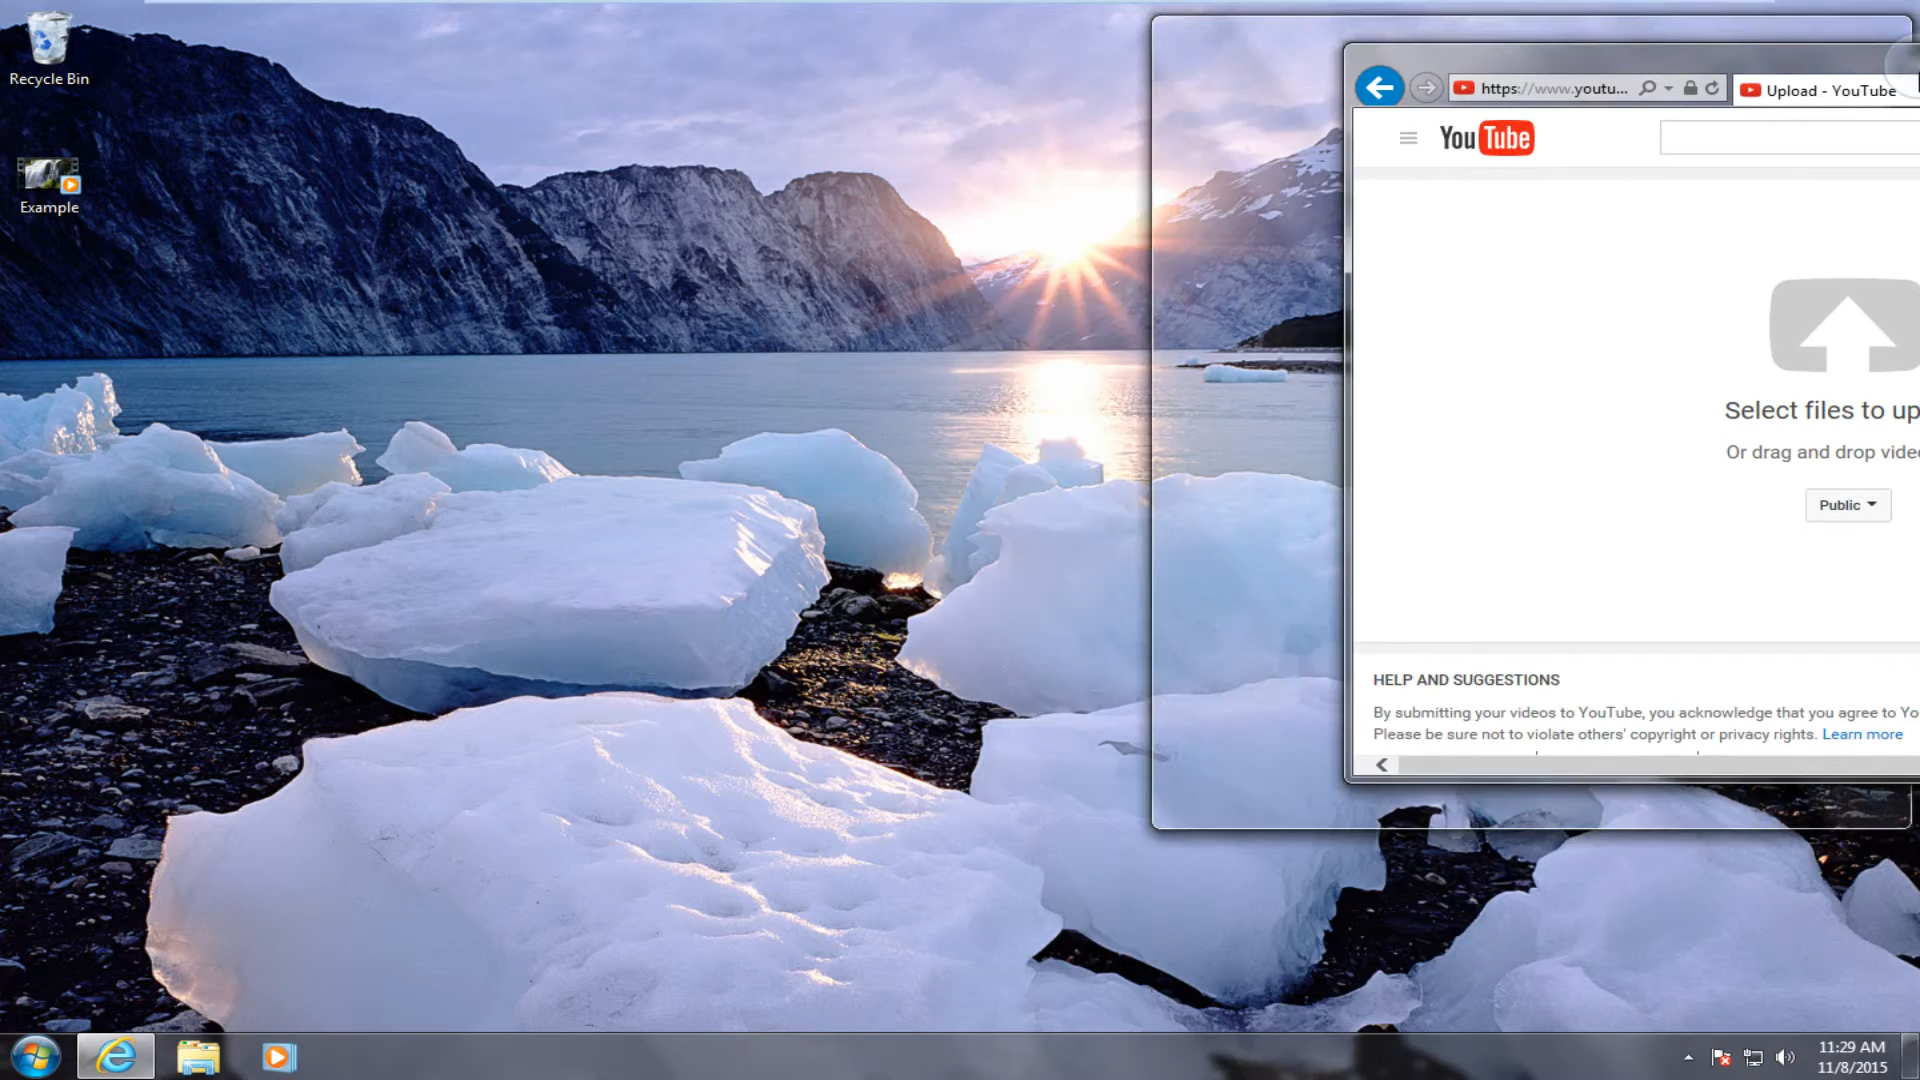 Recycle Bin
Example
https://www.youtu...
Upload - YouTube
YouTube
Select files to up
Or drag and drop vide
Public
HELP AND SUGGESTIONS
By submitting your videos to YouTube, you acknowledge that you agree to Yo
Please be sure not to violate others' copyright or privacy rights. Learn more
11:29 AM
11/8/2015